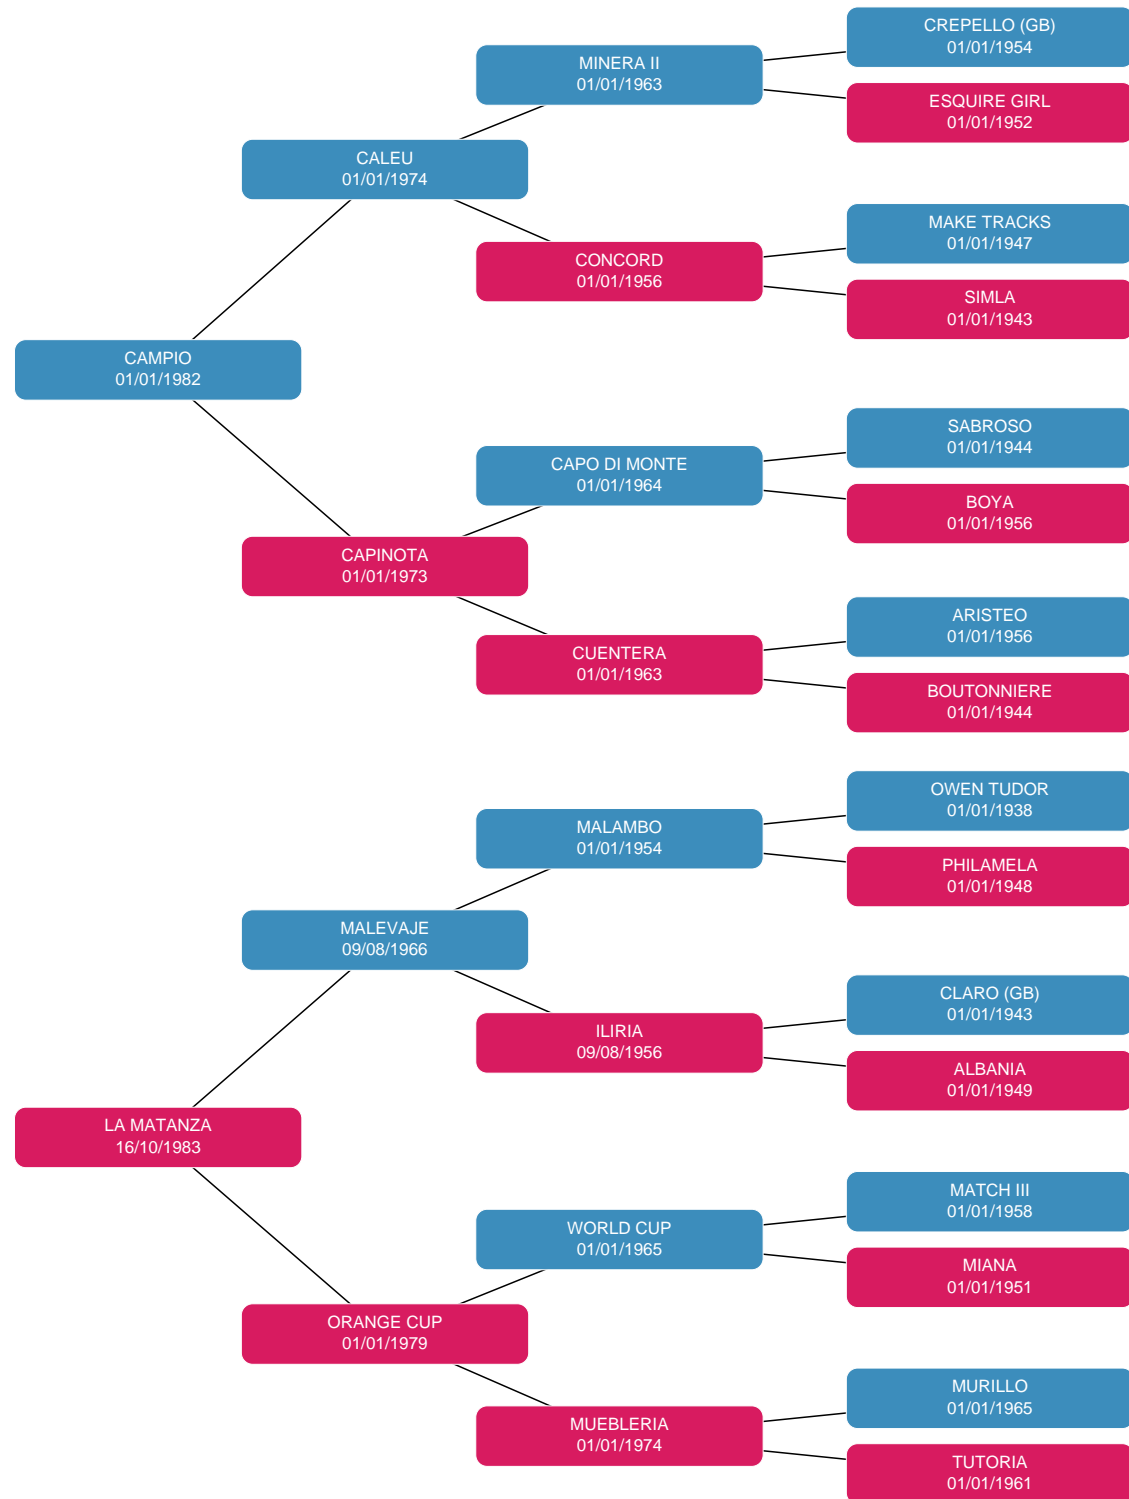 CREPELLO (GB)
01/01/1954
MINERA II
01/01/1963
ESQUIRE GIRL
01/01/1952
CALEU
01/01/1974
MAKE TRACKS
01/01/1947
CONCORD
01/01/1956
SIMLA
01/01/1943
CAMPIO
01/01/1982
SABROSO
01/01/1944
CAPO DI MONTE
01/01/1964
BOYA
01/01/1956
CAPINOTA
01/01/1973
ARISTEO
01/01/1956
CUENTERA
01/01/1963
BOUTONNIERE
01/01/1944
OWEN TUDOR
01/01/1938
MALAMBO
01/01/1954
PHILAMELA
01/01/1948
MALEVAJE
09/08/1966
CLARO (GB)
01/01/1943
ILIRIA
09/08/1956
ALBANIA
01/01/1949
LA MATANZA
16/10/1983
MATCH III
01/01/1958
WORLD CUP
01/01/1965
MIANA
01/01/1951
ORANGE CUP
01/01/1979
MURILLO
01/01/1965
MUEBLERIA
01/01/1974
TUTORIA
01/01/1961